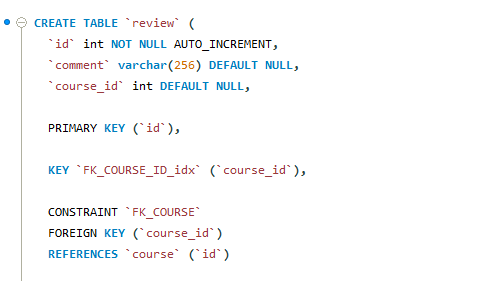 CREATE TABLE `review` (
`id` int NOT NULL AUTO_INCREMENT,
`comment` varchar(256) DEFAULT NULL,
`course_id` int DEFAULT NULL,
PRIMARY KEY (`id`),
KEY `FK_COURSE_ID_idx` (`course_id`),
CONSTRAINT `FK_COURSE`
FOREIGN KEY (`course_id`)
REFERENCES `course` (`id`)